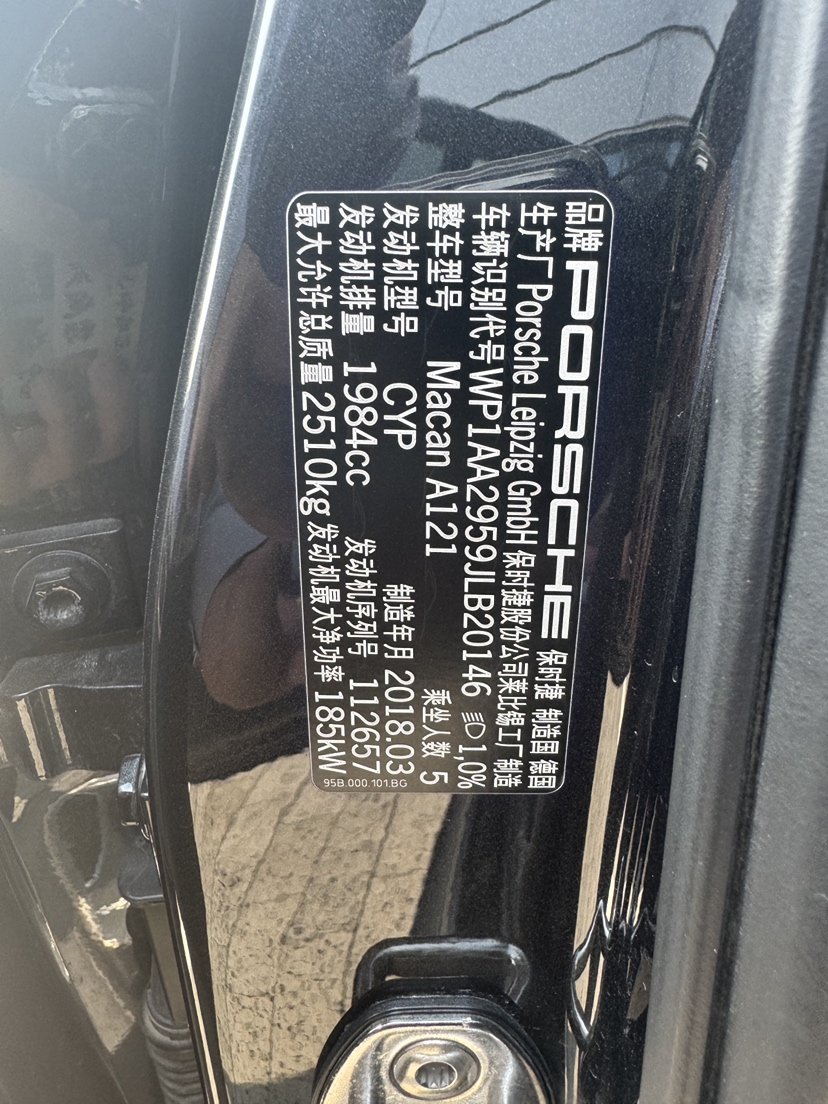 品牌 PORSCHE 保时捷 制造国 德国
生产厂 Porsche Leipzig GmbH 保时捷股份公司莱比锡工厂制造
车辆识别代号 WP1AA2959JLB20146 1,0%
整车型号 Macan A121 乘坐人数 5
发动机型号 CYP 制造年月 2018.03
发动机排量 1984cc 发动机序列号 112657
最大允许总质量 2510kg 发动机最大净功率 185kW
95B.000.101.BG